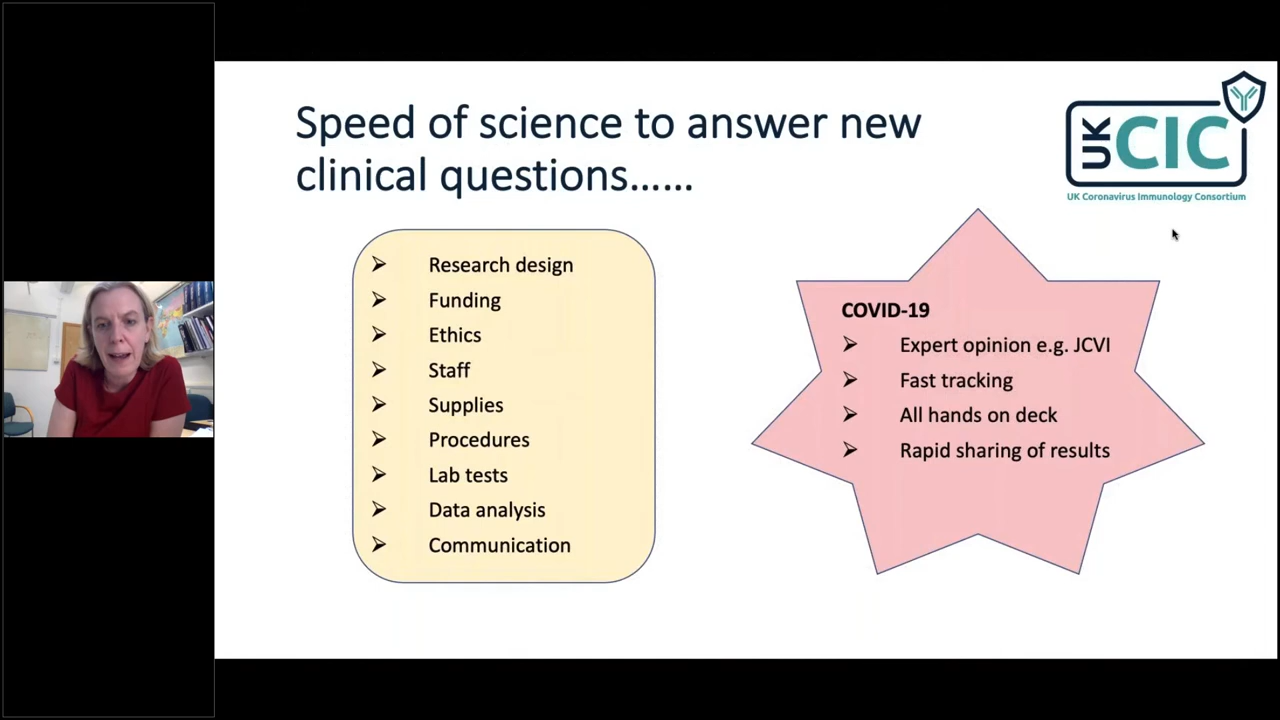 Speed of science to answer new
clinical questions......
UK CIC
UK Coronavirus Immunology Consortium
Research design
Funding
Ethics
Staff
Supplies
Procedures
Lab tests
Data analysis
Communication
COVID-19
Expert opinion e.g. JCVI
Fast tracking
All hands on deck
Rapid sharing of results